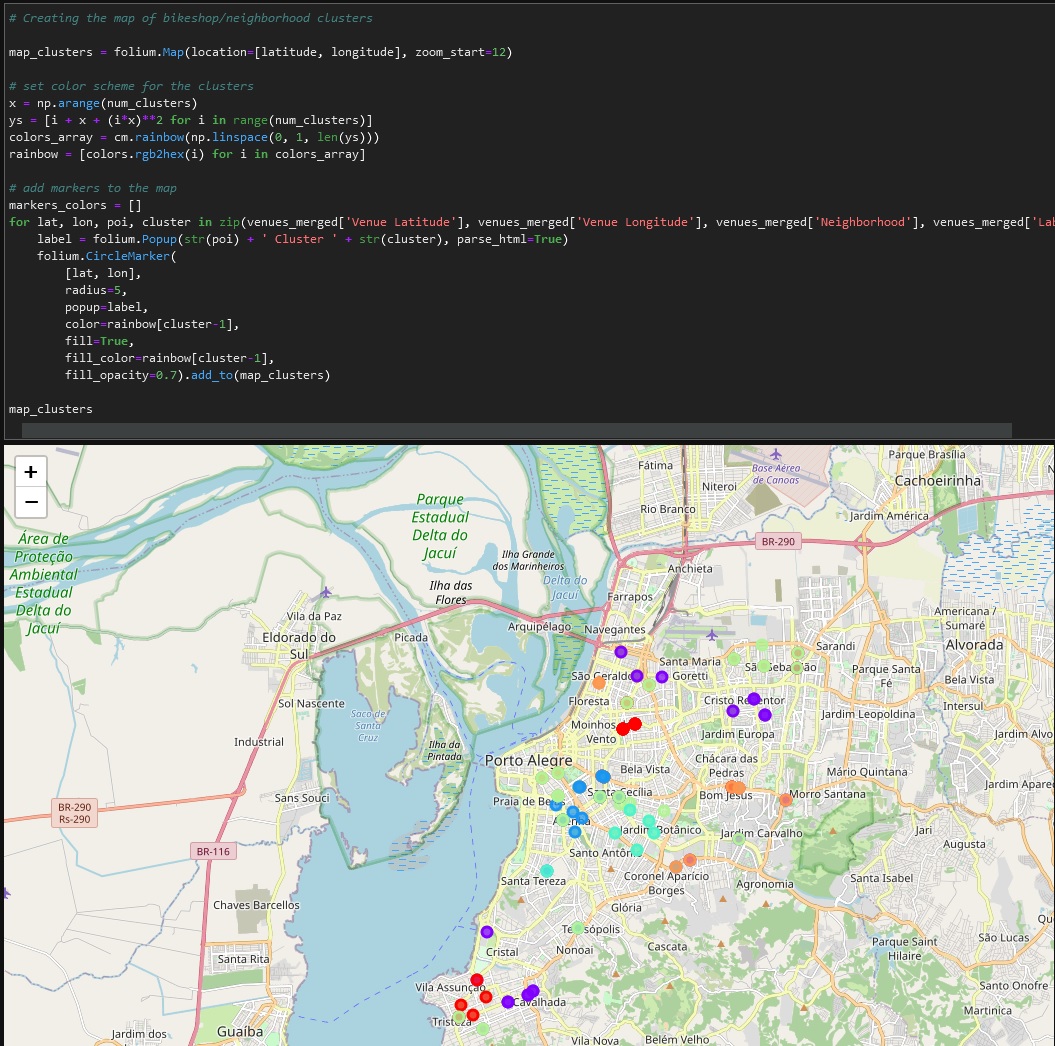 # Creating the map of bikeshop/neighborhood clusters
map_clusters = folium.Map(location=[latitude, longitude], zoom_start=12)
# set color scheme for the clusters
x = np.arange(num_clusters)
ys = [i + x + (i*x)**2 for i in range(num_clusters)]
colors_array = cm.rainbow(np.linspace(0, 1, len(ys)))
rainbow = [colors.rgb2hex(i) for i in colors_array]
# add markers to the map
markers_colors = []
for lat, lon, poi, cluster in zip(venues_merged['Venue Latitude'], venues_merged['Venue Longitude'], venues_merged['Neighborhood'], venues_merged['Lab
label = folium.Popup(str(poi) + ' Cluster ' + str(cluster), parse_html=True)
folium.CircleMarker(
[lat, lon],
radius=5,
popup=label,
color=rainbow[cluster-1],
fill=True,
fill_color=rainbow[cluster-1],
fill_opacity=0.7).add_to(map_clusters)
map_clusters
+
−
Parque Brasília
Fátima
Base Aérea
de Canoas
Niteroi
Cachoeirinha
Rio Branco
Jardim América
Parque
Estadual
Delta do
Jacuí
Área de
Proteção
Ambiental
Estadual
Delta do
Jacuí
BR-290
Ilha Grande
dos Marinheiros
Anchieta
Delta do
Jacuí
Ilha das
Flores
Farrapos
Vila da Paz
Americana /
Sumaré
Arquipélago
Navegantes
Eldorado do
Sul
Picada
Sarandi
Alvorada
Santa Maria
Goretti
São Geraldo
Parque Santa
Fé
Bela Vista
Sol Nascente
Floresta
Cristo Redentor
Intersul
Saco de
Santa
Cruz
Jardim Leopoldina
Moinhos
Vento
Jardim Europa
Jardim Alvo
Industrial
Ilha da
Pintada
Porto Alegre
Chácara das
Pedras
Bela Vista
Mário Quintana
Jardim Apare
Sans Souci
Bom Jesus
Morro Santana
Praia de
BR-290
Rs-290
Jardim Botânico
Jardim Carvalho
Jari
BR-116
Augusta
Santo Antônio
Santa Tereza
Coronel Aparicio
Borges
Agronomia
Santa Isabel
Chaves Barcellos
Glória
Teresópolis
São Lucas
Cristal
Nonoai
Cascata
Parque Saint
Hilaire
Santa Rita
Vila Assunção
Santo Onofre
Cavalhada
Tristeza
Martinica
Guaíba
Jardim dos
Vila Nova
Belém Velho